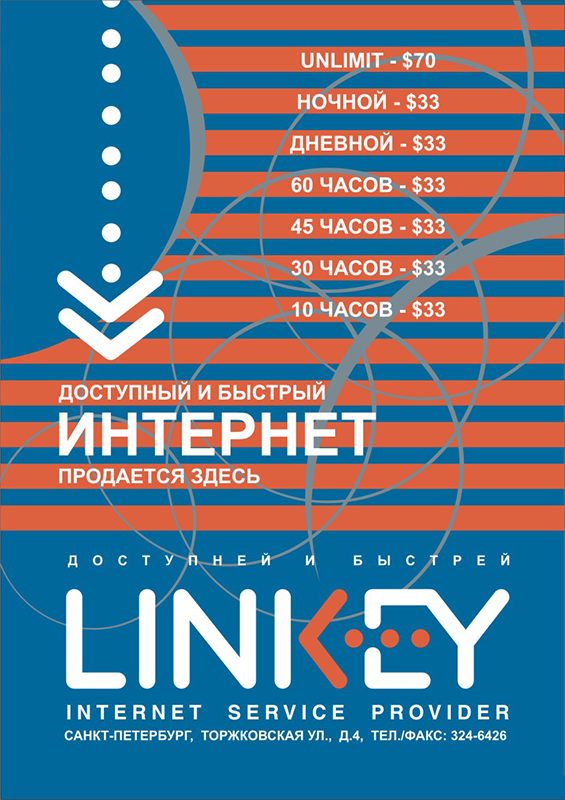 UNLIMIT - $70
НОЧНОЙ - $33
ДНЕВНОЙ - $33
60 ЧАСОВ - $33
45 ЧАСОВ - $33
30 ЧАСОВ - $33
10 ЧАСОВ - $33
ДОСТУПНЫЙ И БЫСТРЫЙ
ИНТЕРНЕТ
ПРОДАЕТСЯ ЗДЕСЬ
ДОСТУПНЕЙ И БЫСТРЕЙ
LINKEY
INTERNET SERVICE PROVIDER
САНКТ-ПЕТЕРБУРГ, ТОРЖКОВСКАЯ УЛ., Д.4, ТЕЛ./ФАКС: 324-6426